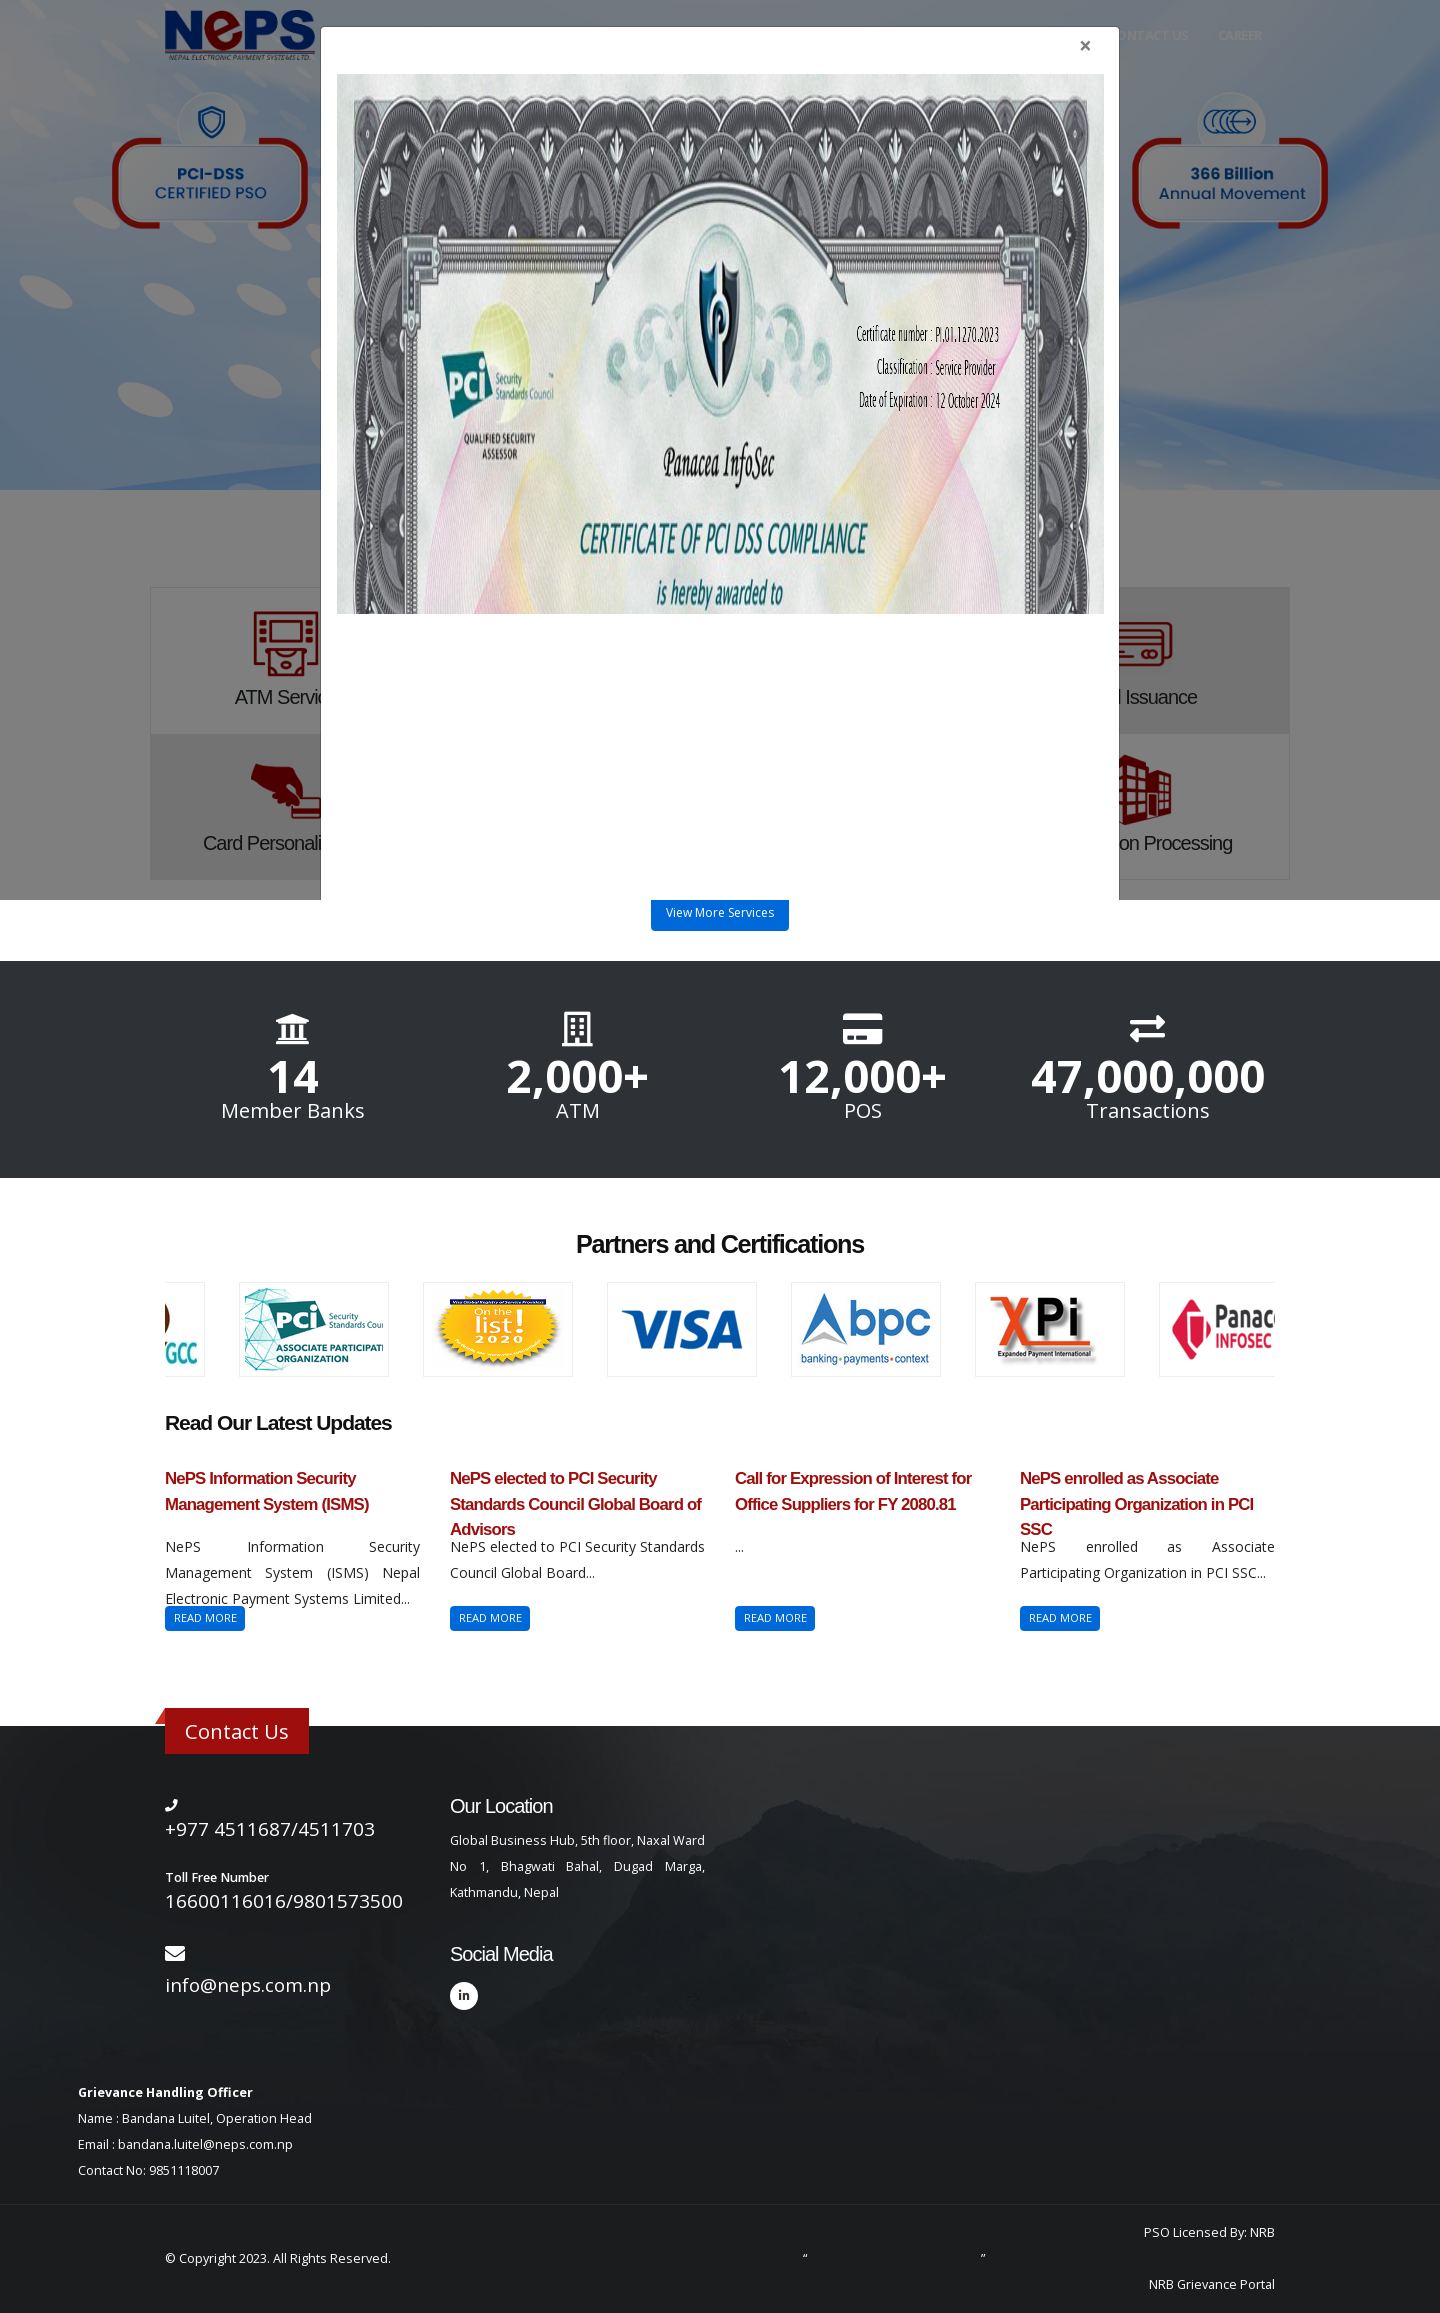 NePS
NEPAL ELECTRONIC PAYMENT SYSTEMS LTD.
CONTACT US
CAREER
×
PCI-DSS
CERTIFIED PSO
366 Billion
Annual Movement
Certificate number : PI,01,1270,2023
Classification : Service Provider
Date of Expiration : 12 October 2024
PCi Security Standards Council ™
QUALIFIED SECURITY
ASSESSOR
Panacea InfoSec
CERTIFICATE OF PCI DSS COMPLIANCE
is hereby awarded to
ATM Servic
Issuance
Card Personali
on Processing
View More Services
14
Member Banks
2,000+
ATM
12,000+
POS
47,000,000
Transactions
Partners and Certifications
GCC
PCi Security
Standards Cou
ASSOCIATE PARTICIPAT
ORGANIZATION
Visa Global Registry of Service Providers
On the
list!
2020
VISA
bpc
banking·payments·context
XPi
Expanded Payment International
Panac
INFOSEC
Read Our Latest Updates
NePS Information Security
Management System (ISMS)
NePS Information Security
Management System (ISMS) Nepal
Electronic Payment Systems Limited...
READ MORE
NePS elected to PCI Security
Standards Council Global Board of
Advisors
NePS elected to PCI Security Standards
Council Global Board...
READ MORE
Call for Expression of Interest for
Office Suppliers for FY 2080.81
...
READ MORE
NePS enrolled as Associate
Participating Organization in PCI
SSC
NePS enrolled as Associate
Participating Organization in PCI SSC...
READ MORE
Contact Us
+977 4511687/4511703
Toll Free Number
16600116016/9801573500
info@neps.com.np
Our Location
Global Business Hub, 5th floor, Naxal Ward
No 1, Bhagwati Bahal, Dugad Marga,
Kathmandu, Nepal
Social Media
in
Grievance Handling Officer
Name : Bandana Luitel, Operation Head
Email : bandana.luitel@neps.com.np
Contact No: 9851118007
© Copyright 2023. All Rights Reserved.
“ ”
PSO Licensed By: NRB
NRB Grievance Portal